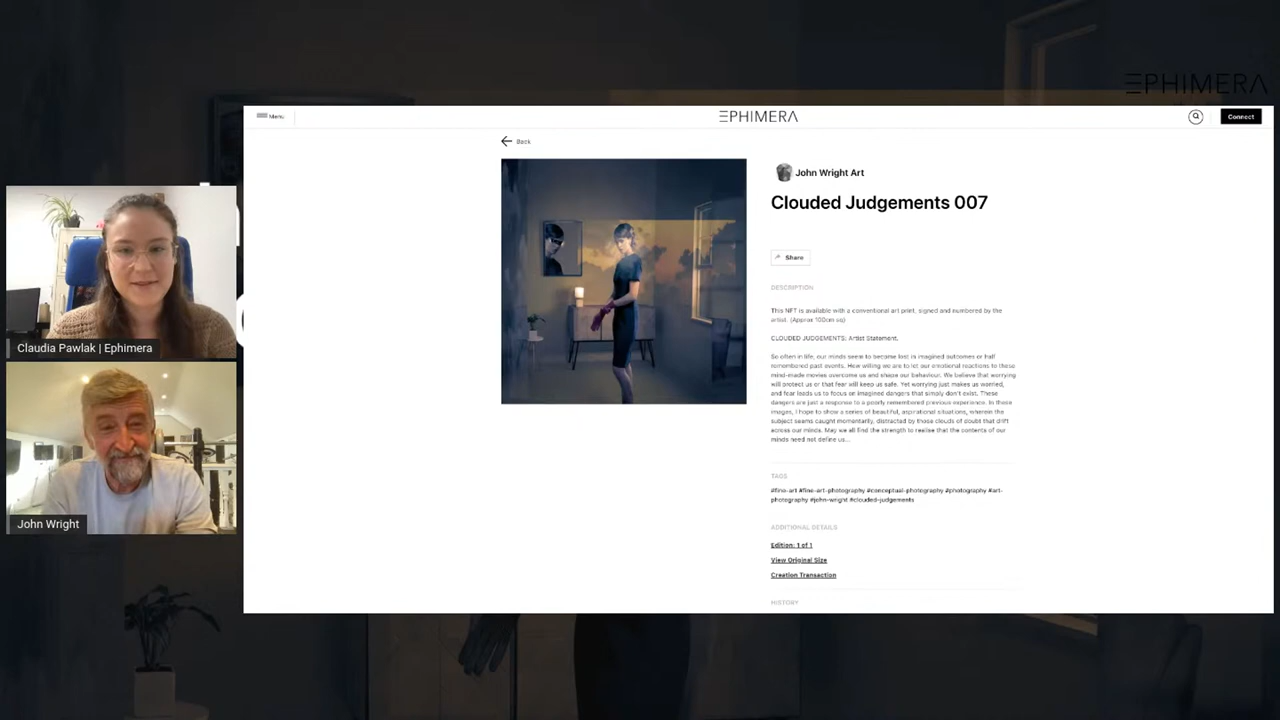 ΞPHIMERA
Menu
ΞPHIMERA
Connect
Back
John Wright Art
Clouded Judgements 007
Share
DESCRIPTION
This NFT is available with a conventional art print, signed and numbered by the
artist. (Approx 100cm sq)
CLOUDED JUDGEMENTS: Artist Statement.
So often in life, our minds seem to become lost in imagined outcomes or half
remembered past events. How willing we are to let our emotional reactions to these
mind-made movies overcome us and shape our behaviour. We believe that worrying
will protect us or that fear will keep us safe. Yet worrying just makes us worried,
and fear leads us to focus on imagined dangers that simply don't exist. These
dangers are just a response to a poorly remembered previous experience. In these
images, I hope to show a series of beautiful, aspirational situations, wherein the
subject seems caught momentarily, distracted by those clouds of doubt that drift
across our minds. May we all find the strength to realise that the contents of our
minds need not define us...
TAGS
#fine-art #fine-art-photography #conceptual-photography #photography #art-
photography #john-wright #clouded-judgements
ADDITIONAL DETAILS
Edition: 1 of 1
View Original Size
Creation Transaction
HISTORY
Claudia Pawlak | Ephimera
John Wright